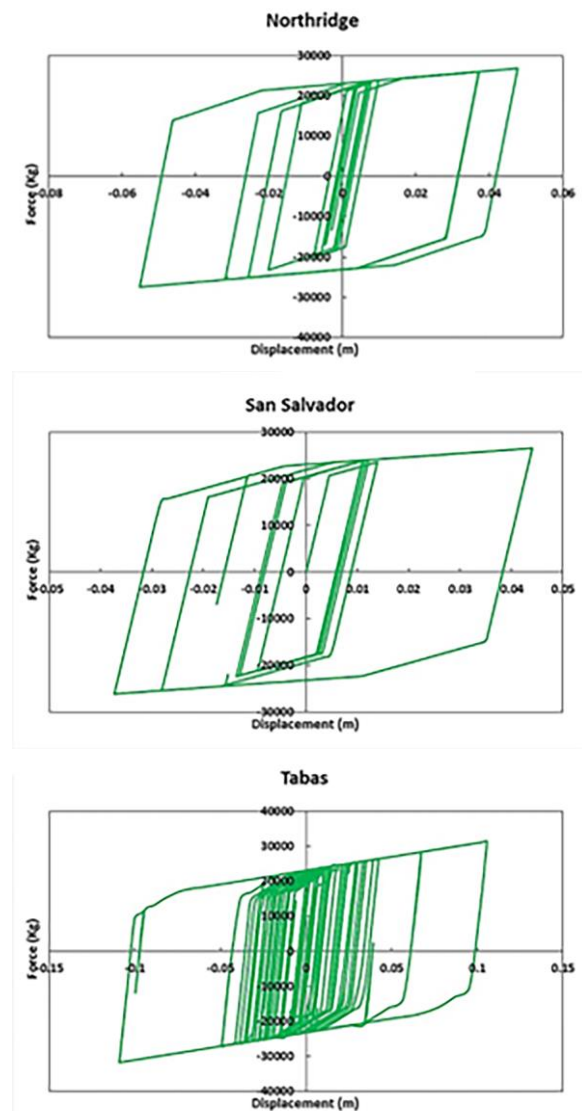 Northridge
30000
20000
10000
0
-0.08 -0.06 -0.04 -0.02 0 0.02 0.04 0.06
-10000
-20000
-30000
-40000
Force (Kg)
Displacement (m)
San Salvador
30000
20000
10000
0
-0.05 -0.04 -0.03 -0.02 -0.01 0 0.01 0.02 0.03 0.04 0.05
-10000
-20000
-30000
Force (Kg)
Displacement (m)
Tabas
40000
30000
20000
10000
0
-0.15 -0.1 -0.05 0 0.05 0.1 0.15
-10000
-20000
-30000
-40000
Force (Kg)
Displacement (m)